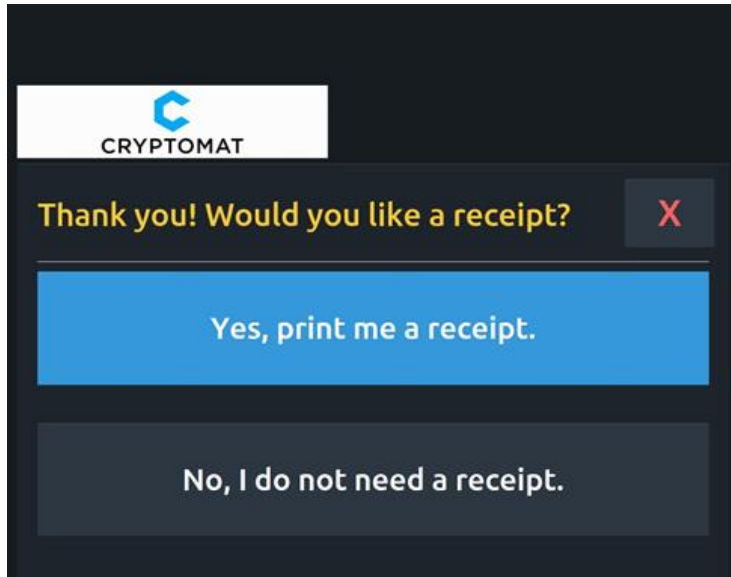 CRYPTOMAT
Thank you! Would you like a receipt?
X
Yes, print me a receipt.
No, I do not need a receipt.